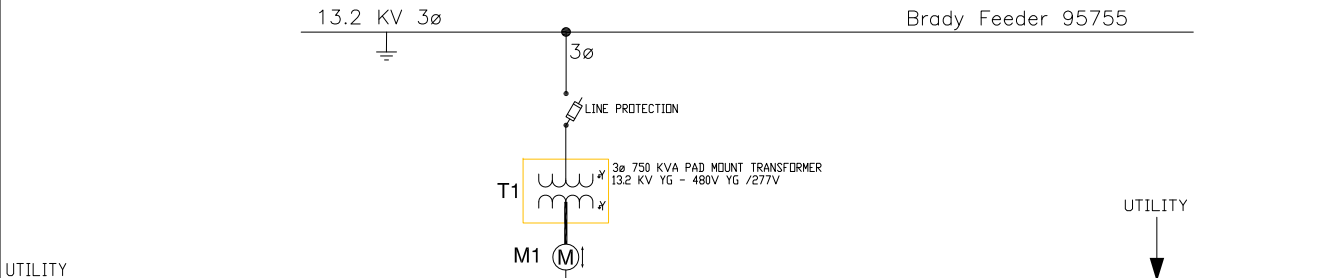 13.2 KV 3ø
Brady Feeder 95755
3ø
LINE PROTECTION
3ø 750 KVA PAD MOUNT TRANSFORMER
13.2 KV YG - 480V YG /277V
Y
T1
Y
UTILITY
M1
M
UTILITY